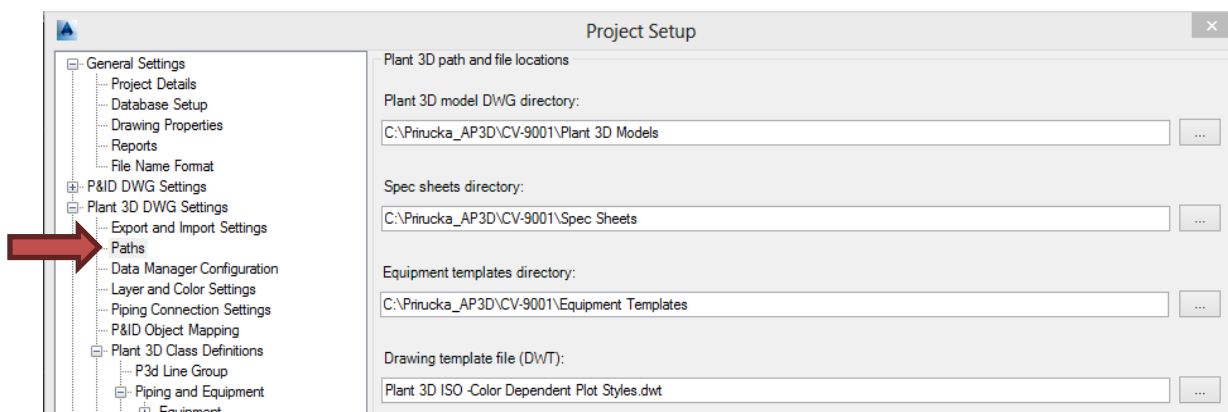 Project Setup
General Settings
Project Details
Database Setup
Drawing Properties
Reports
File Name Format
P&ID DWG Settings
Plant 3D DWG Settings
Export and Import Settings
Paths
Data Manager Configuration
Layer and Color Settings
Piping Connection Settings
P&ID Object Mapping
Plant 3D Class Definitions
P3d Line Group
Piping and Equipment
Equipment
Plant 3D path and file locations
Plant 3D model DWG directory:
C:\Prirucka_AP3D\CV-9001\Plant 3D Models
...
Spec sheets directory:
C:\Prirucka_AP3D\CV-9001\Spec Sheets
...
Equipment templates directory:
C:\Prirucka_AP3D\CV-9001\Equipment Templates
...
Drawing template file (DWT):
Plant 3D ISO -Color Dependent Plot Styles.dwt
...